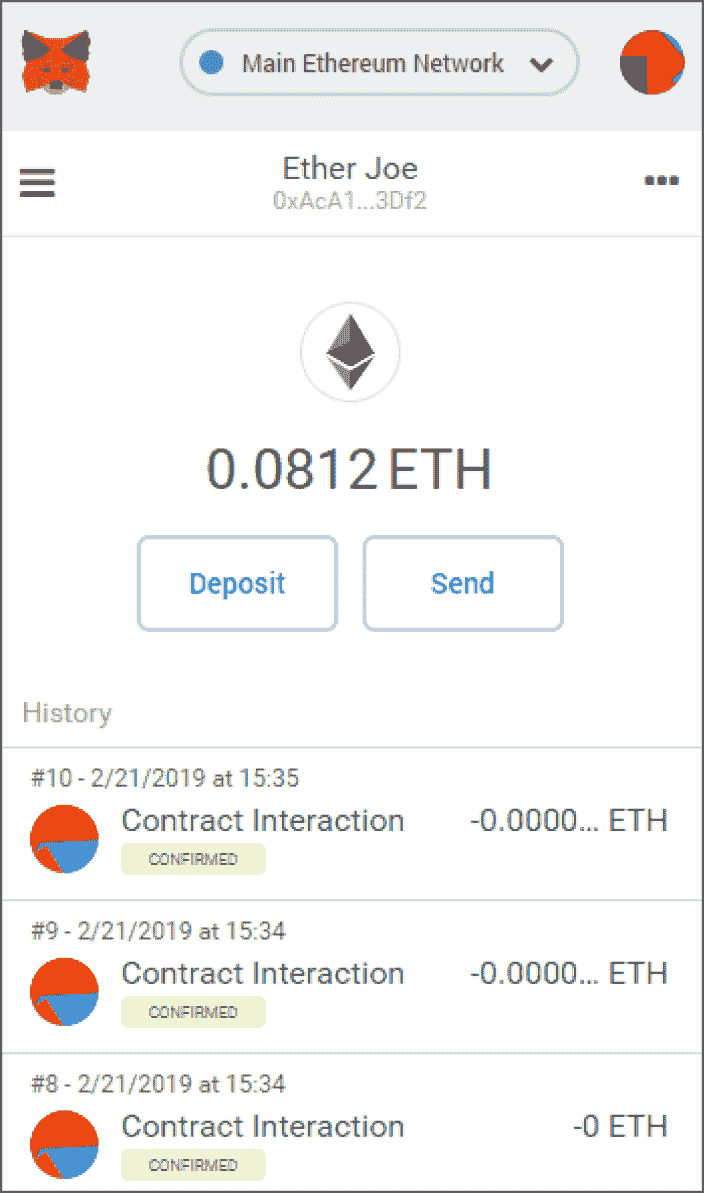 Main Ethereum Network
Ether Joe
0xAcA1...3Df2
0.0812 ETH
Deposit Send
History
#10 - 2/21/2019 at 15:35
Contract Interaction -0.0000... ETH
CONFIRMED
#9 - 2/21/2019 at 15:34
Contract Interaction -0.0000... ETH
CONFIRMED
#8 - 2/21/2019 at 15:34
Contract Interaction -0 ETH
CONFIRMED